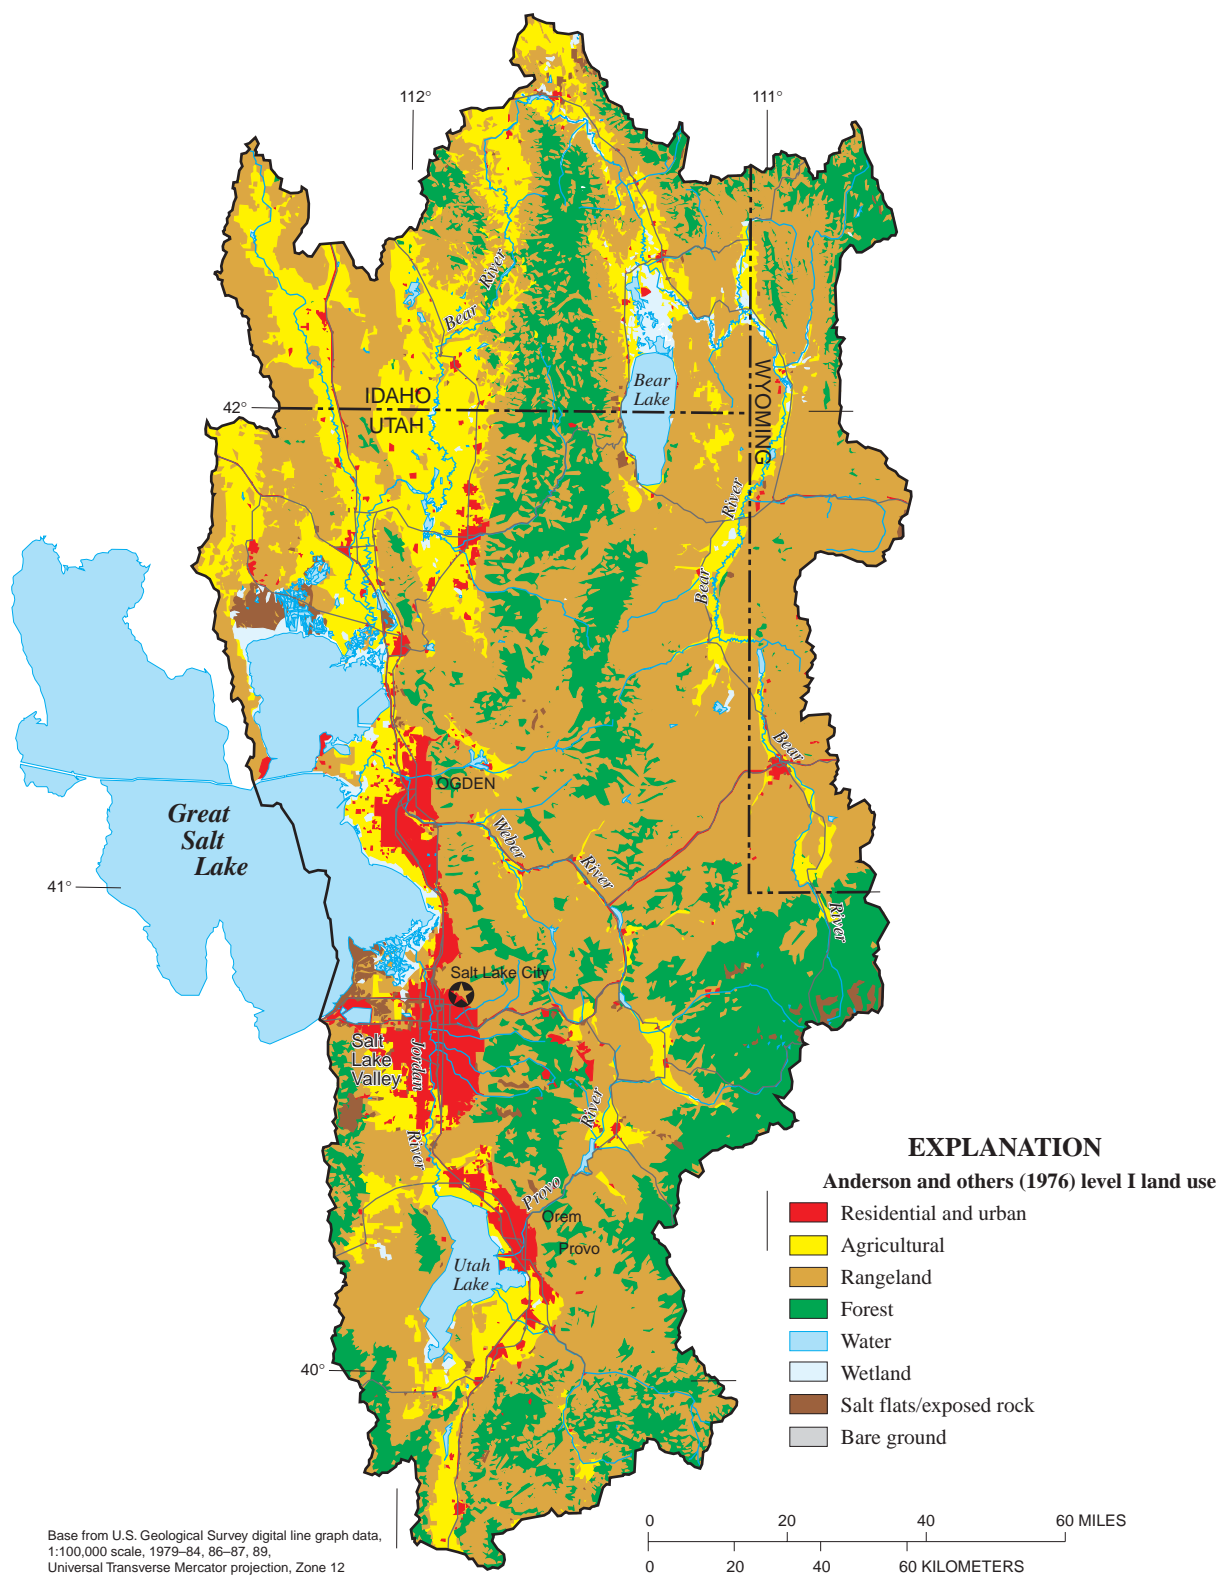 112°
111°
Bear
River
Bear
Lake
IDAHO
UTAH
42°
WYOMING
River
Bear
Bear
OGDEN
Great
Salt
Lake
Weber
River
41°
River
Salt Lake City
Salt
Lake
Valley
Jordan
River
River
Provo
Orem
Provo
Utah
Lake
40°
EXPLANATION
Anderson and others (1976) level I land use
Residential and urban
Agricultural
Rangeland
Forest
Water
Wetland
Salt flats/exposed rock
Bare ground
0 20 40 60 MILES
0 20 40 60 KILOMETERS
Base from U.S. Geological Survey digital line graph data,
1:100,000 scale, 1979–84, 86–87, 89,
Universal Transverse Mercator projection, Zone 12